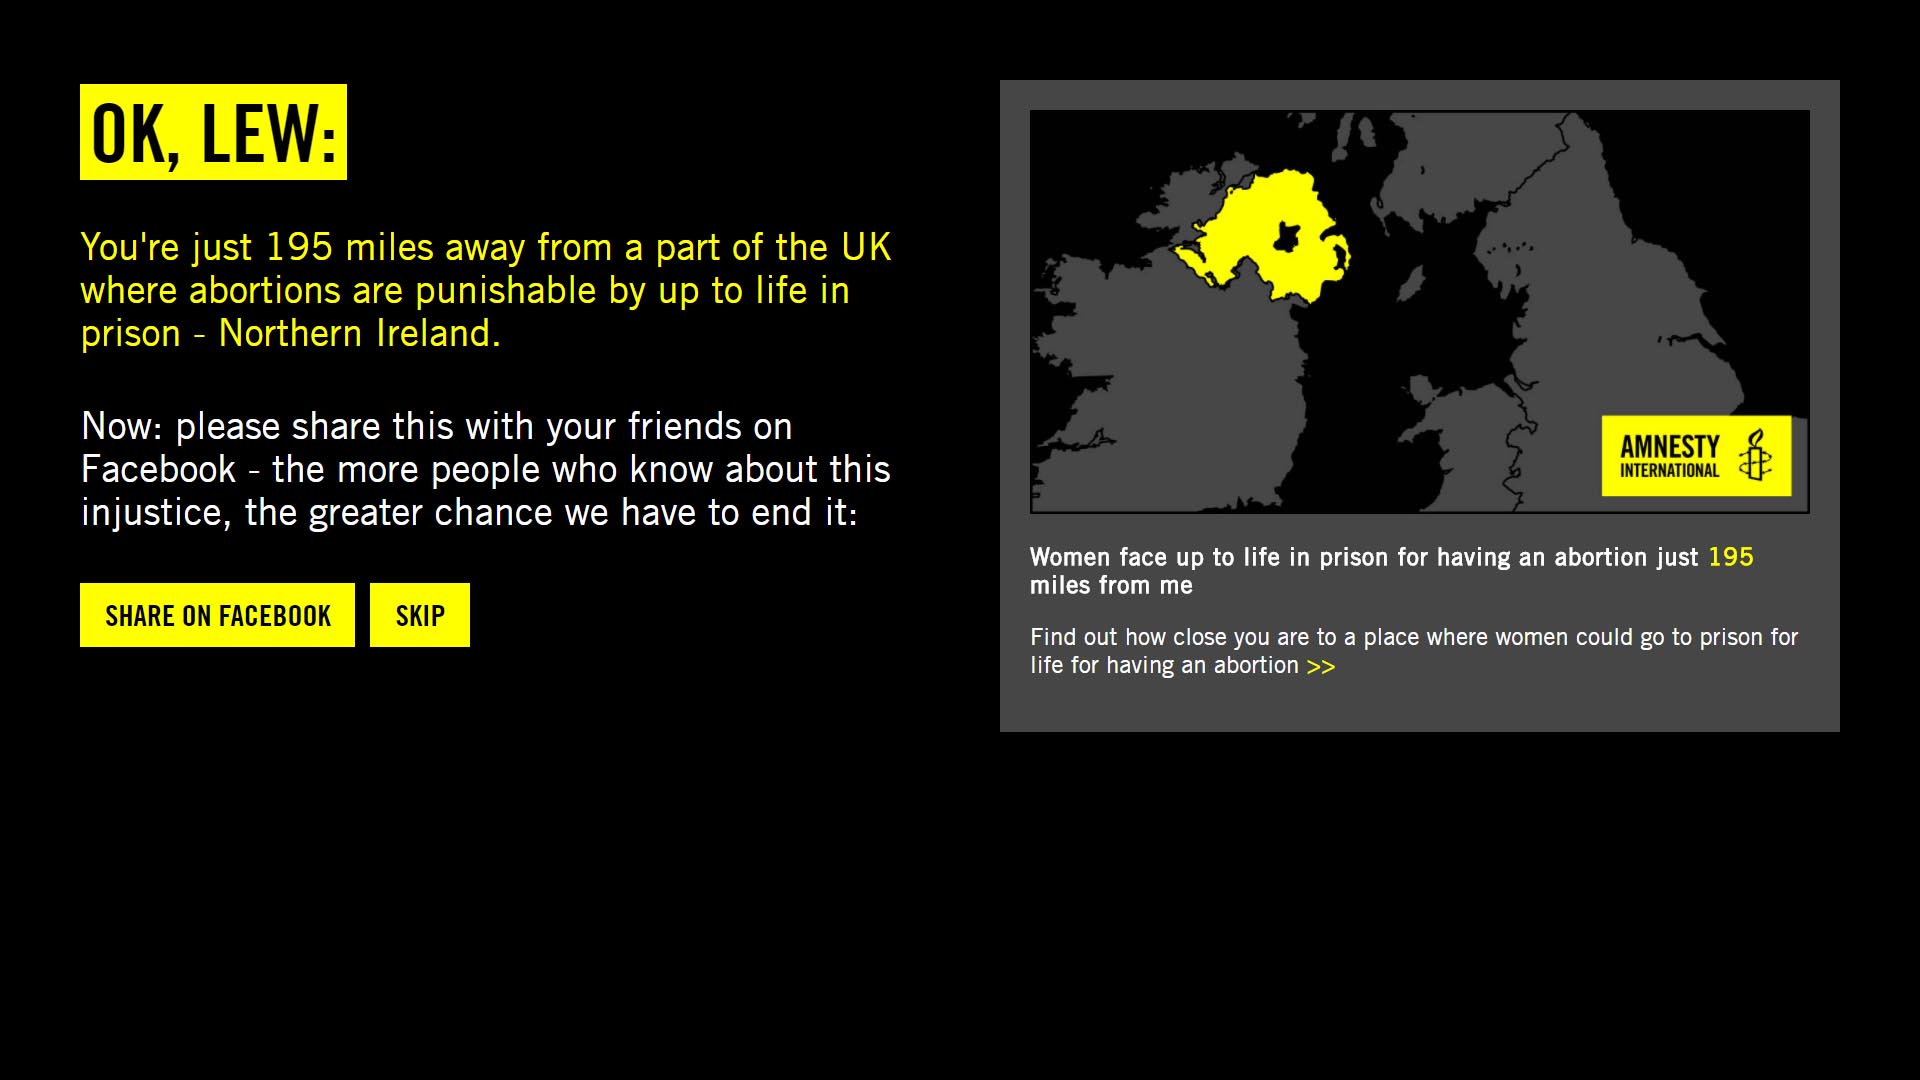 OK, LEW:
You're just 195 miles away from a part of the UK
where abortions are punishable by up to life in
prison - Northern Ireland.
Now: please share this with your friends on
Facebook - the more people who know about this
injustice, the greater chance we have to end it:
SHARE ON FACEBOOK
SKIP
AMNESTY
INTERNATIONAL
Women face up to life in prison for having an abortion just 195
miles from me
Find out how close you are to a place where women could go to prison for
life for having an abortion >>